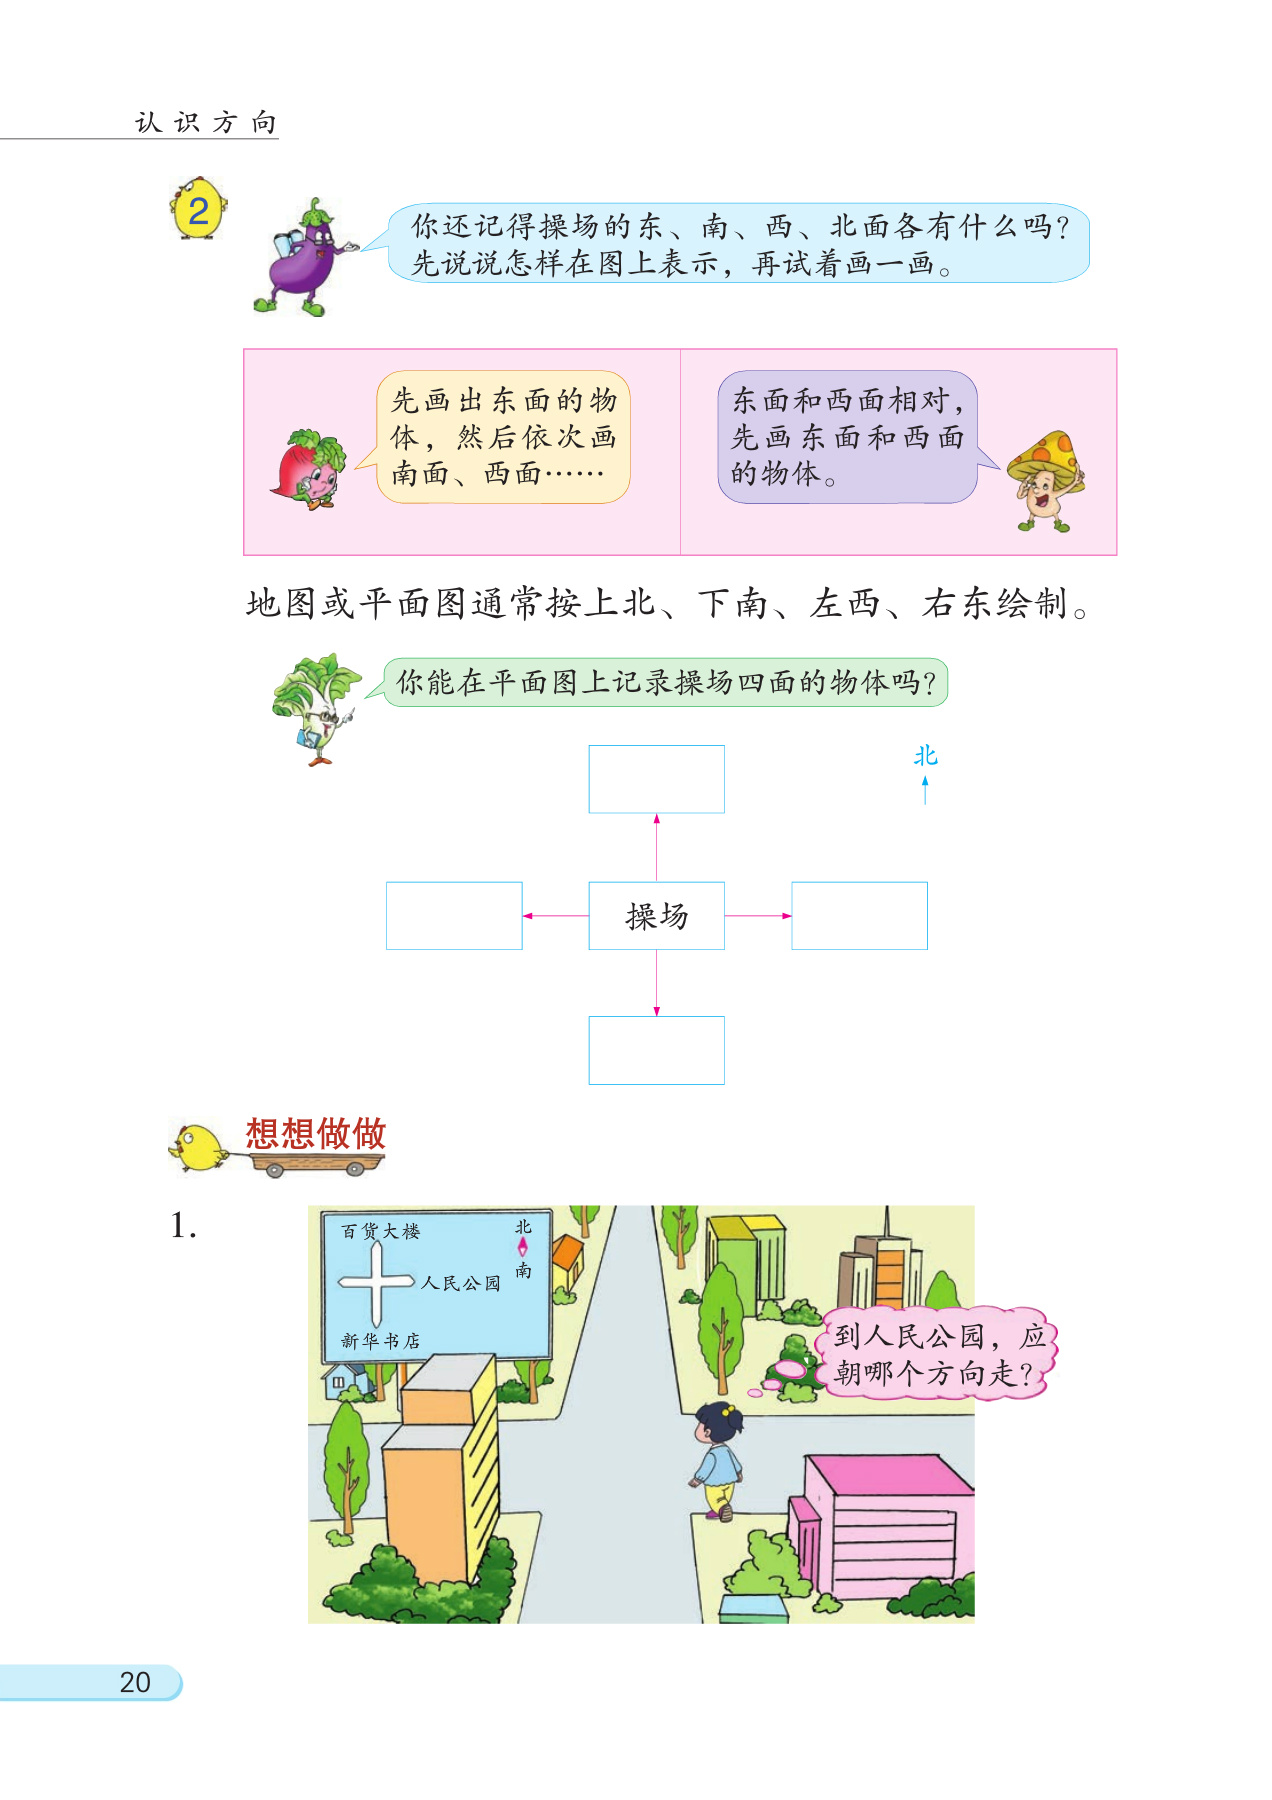 认识方向
2
你还记得操场的东、南、西、北面各有什么吗?
先说说怎样在图上表示，再试着画一画。
先画出东面的物
体，然后依次画
南面、西面……
东面和西面相对，
先画东面和西面
的物体。
地图或平面图通常按上北、下南、左西、右东绘制。
你能在平面图上记录操场四面的物体吗?
北
操场
想想做做
1.
百货大楼
北
人民公园
南
新华书店
到人民公园，应
朝哪个方向走?
20